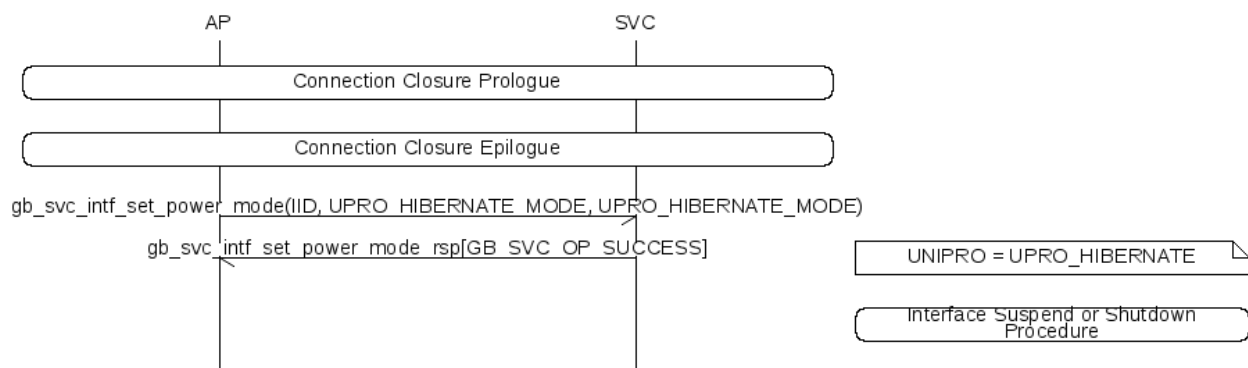 AP SVC
Connection Closure Prologue
Connection Closure Epilogue
gb_svc_intf_set_power_mode(IID, UPRO_HIBERNATE_MODE, UPRO_HIBERNATE_MODE)
gb_svc_intf_set_power_mode_rsp[GB_SVC_OP_SUCCESS]
UNIPRO = UPRO_HIBERNATE
Interface Suspend or Shutdown
Procedure